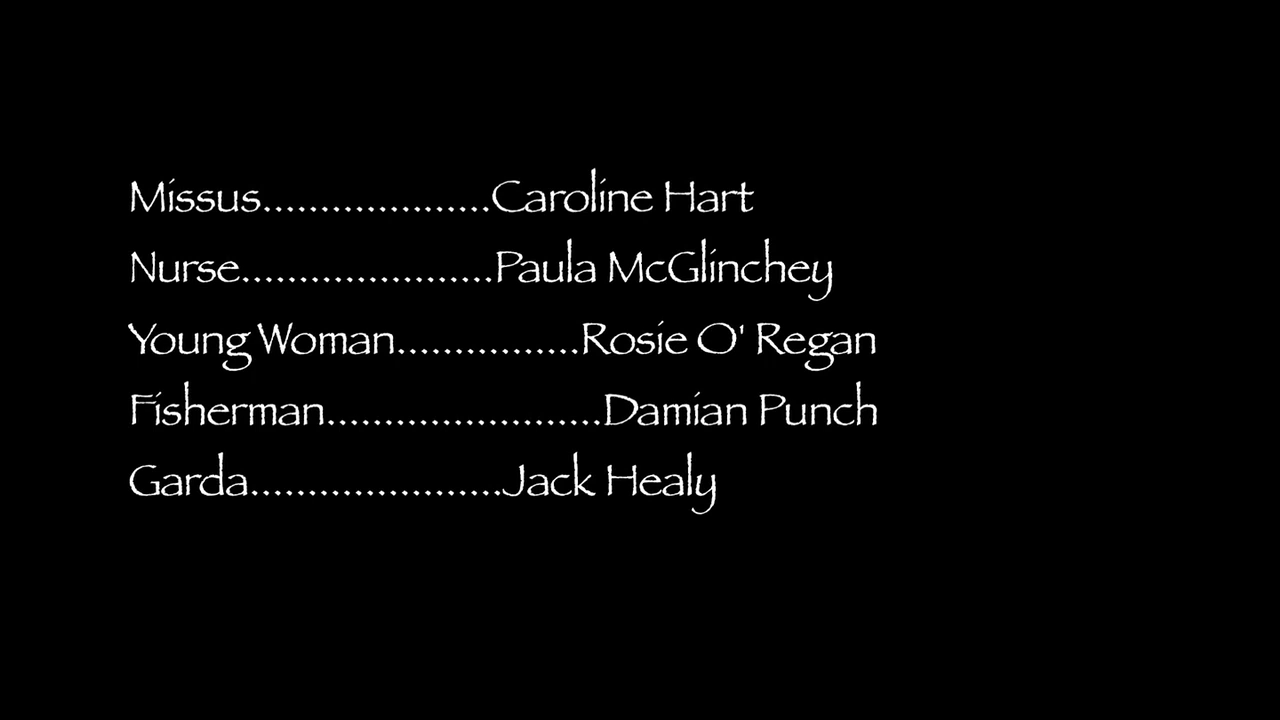 Missus...................Caroline Hart
Nurse.....................Paula McGlinchey
Young Woman................Rosie O' Regan
Fisherman.......................Damian Punch
Garda.....................Jack Healy